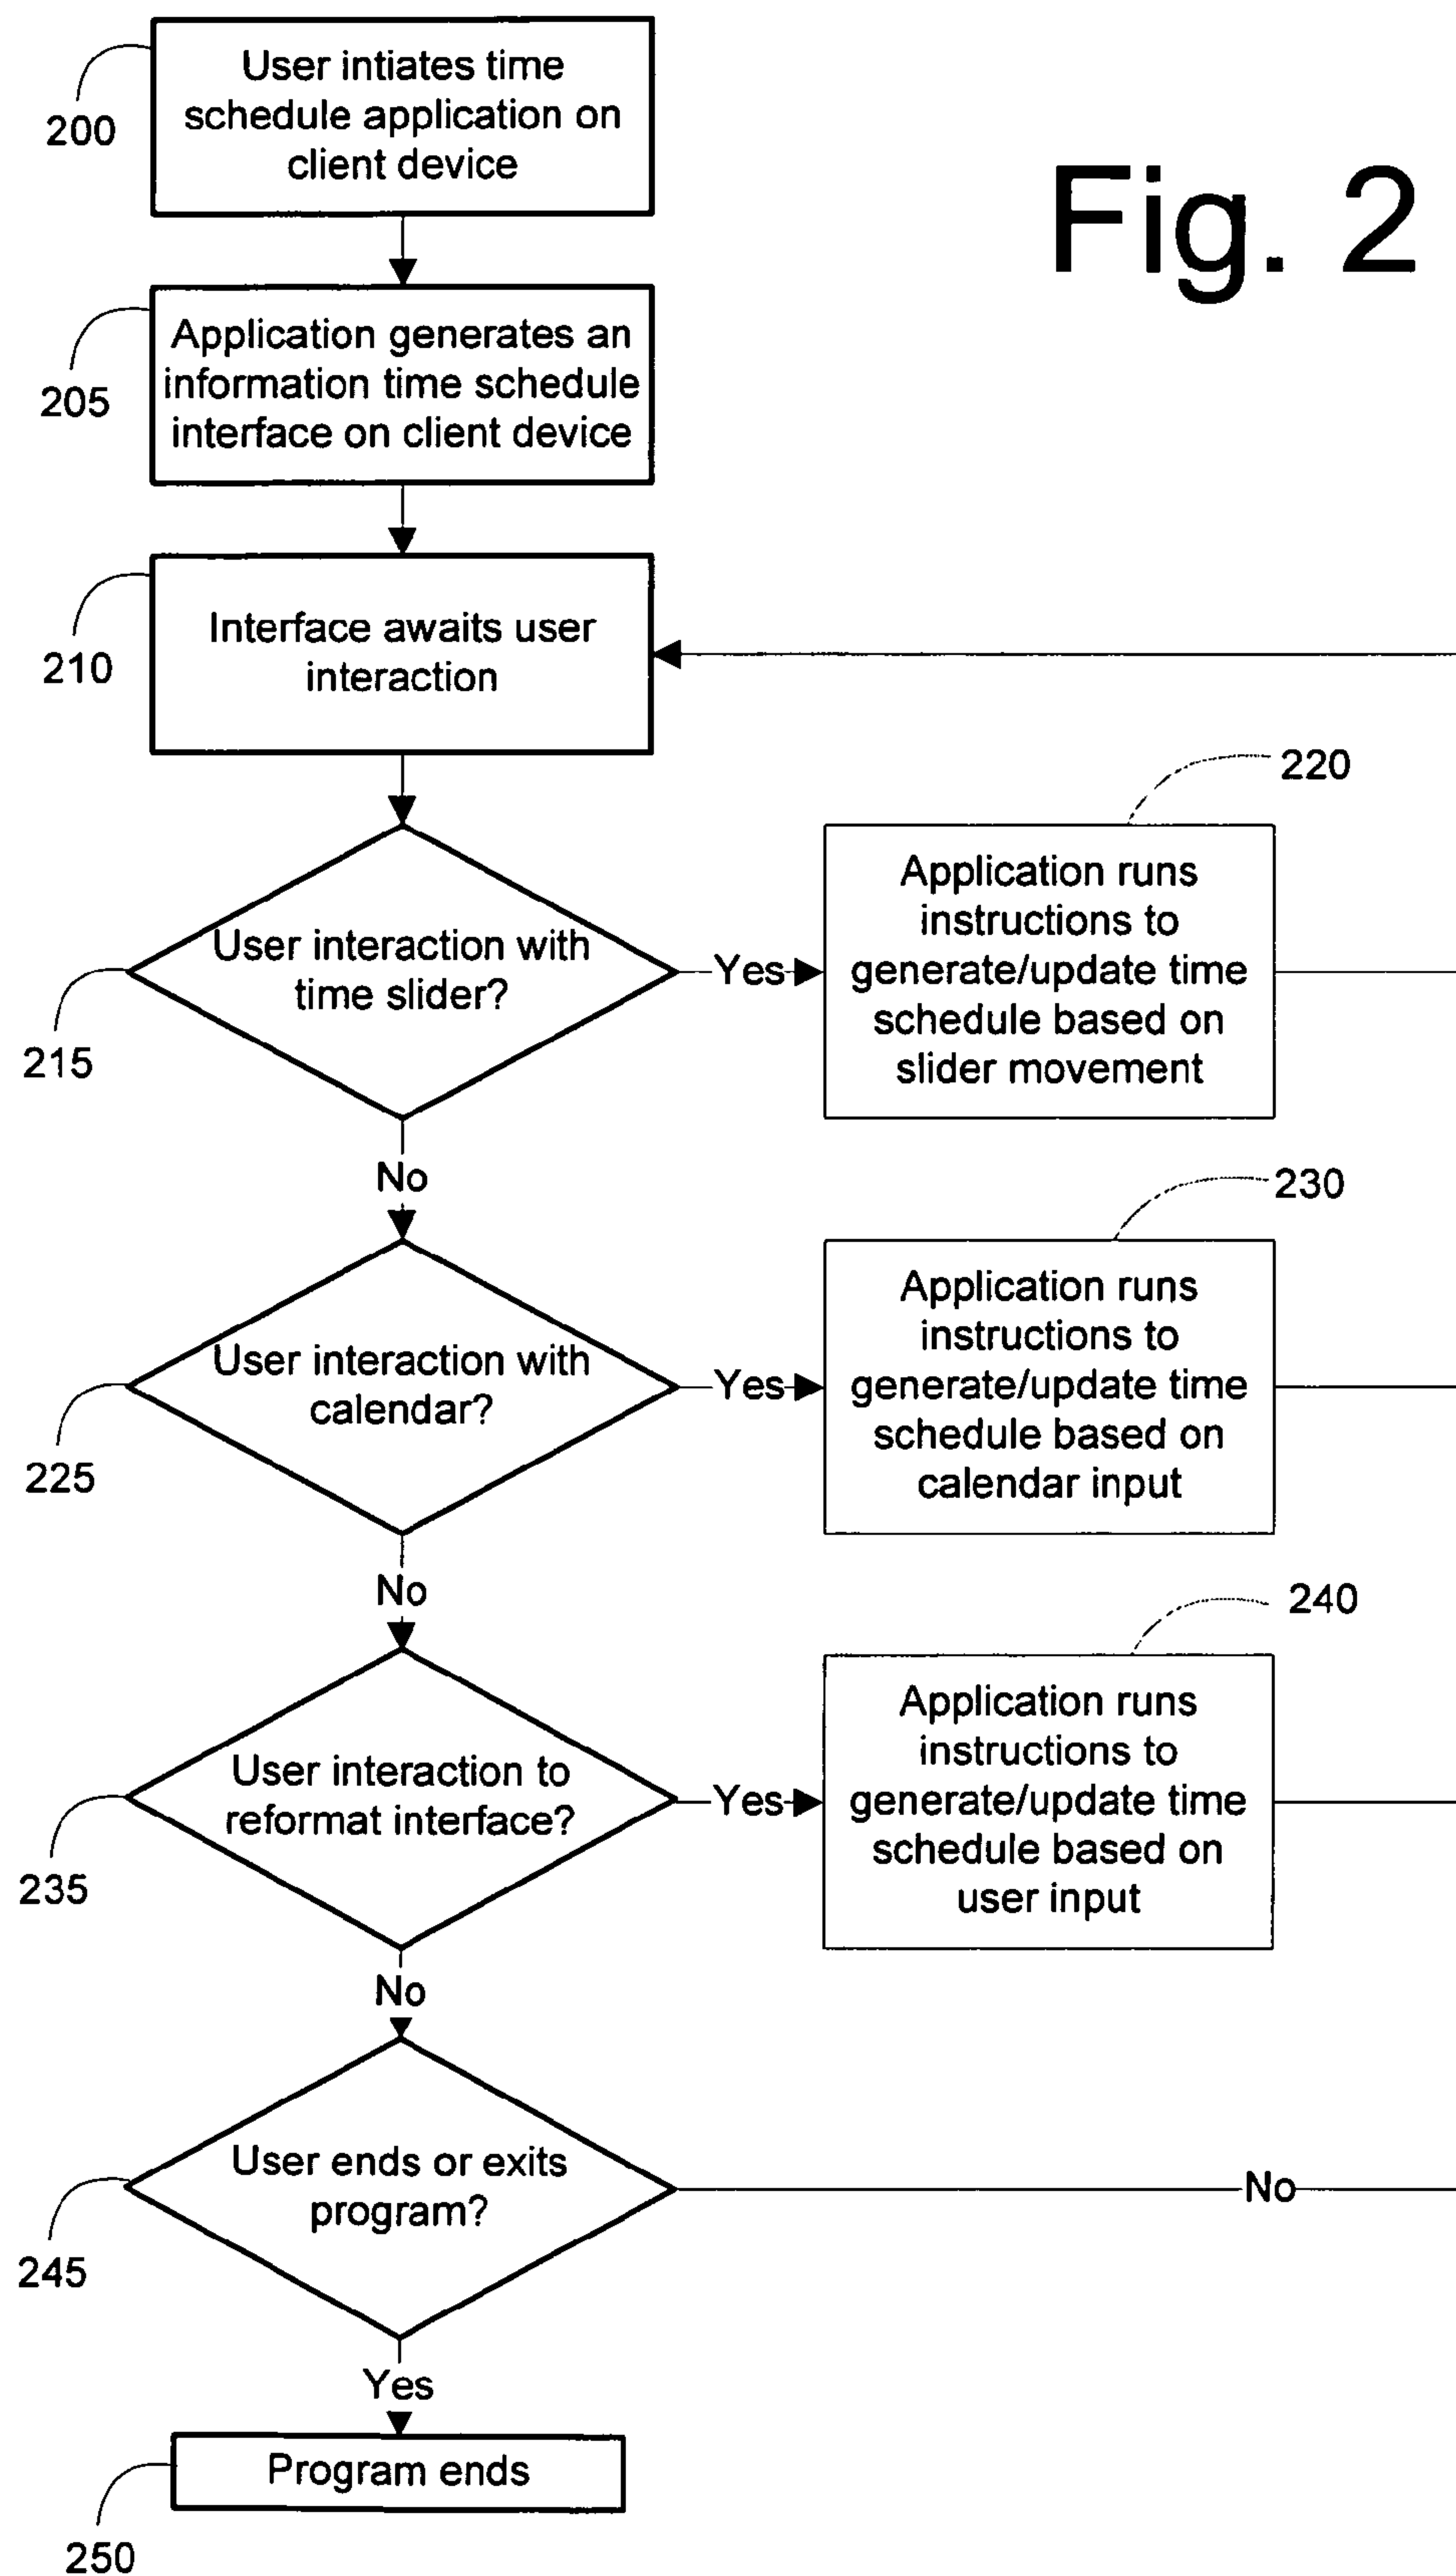 Fig. 2
User intiates time
schedule application on
client device
200
Application generates an
information time schedule
interface on client device
205
Interface awaits user
interaction
210
User interaction with
time slider?
215
Yes
Application runs
instructions to
generate/update time
schedule based on
slider movement
220
No
User interaction with
calendar?
225
Yes
Application runs
instructions to
generate/update time
schedule based on
calendar input
230
No
User interaction to
reformat interface?
235
Yes
Application runs
instructions to
generate/update time
schedule based on
user input
240
No
User ends or exits
program?
245
No
Yes
Program ends
250